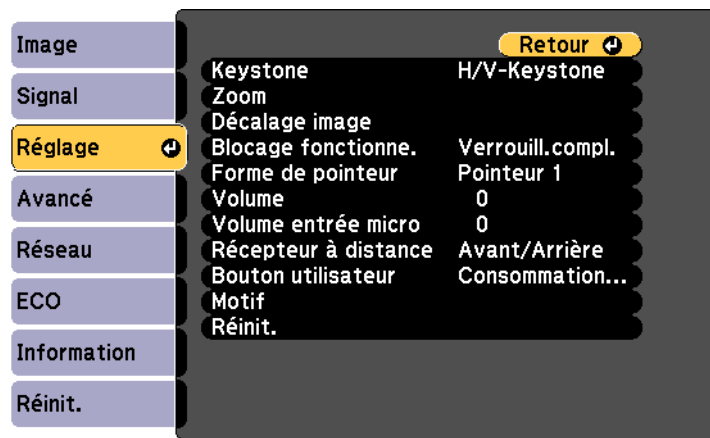 Image
Signal
Réglage
Avancé
Réseau
ECO
Information
Réinit.
Retour
Keystone H/V-Keystone
Zoom
Décalage image
Blocage fonctionne. Verrouill.compl.
Forme de pointeur Pointeur 1
Volume 0
Volume entrée micro 0
Récepteur à distance Avant/Arrière
Bouton utilisateur Consommation...
Motif
Réinit.